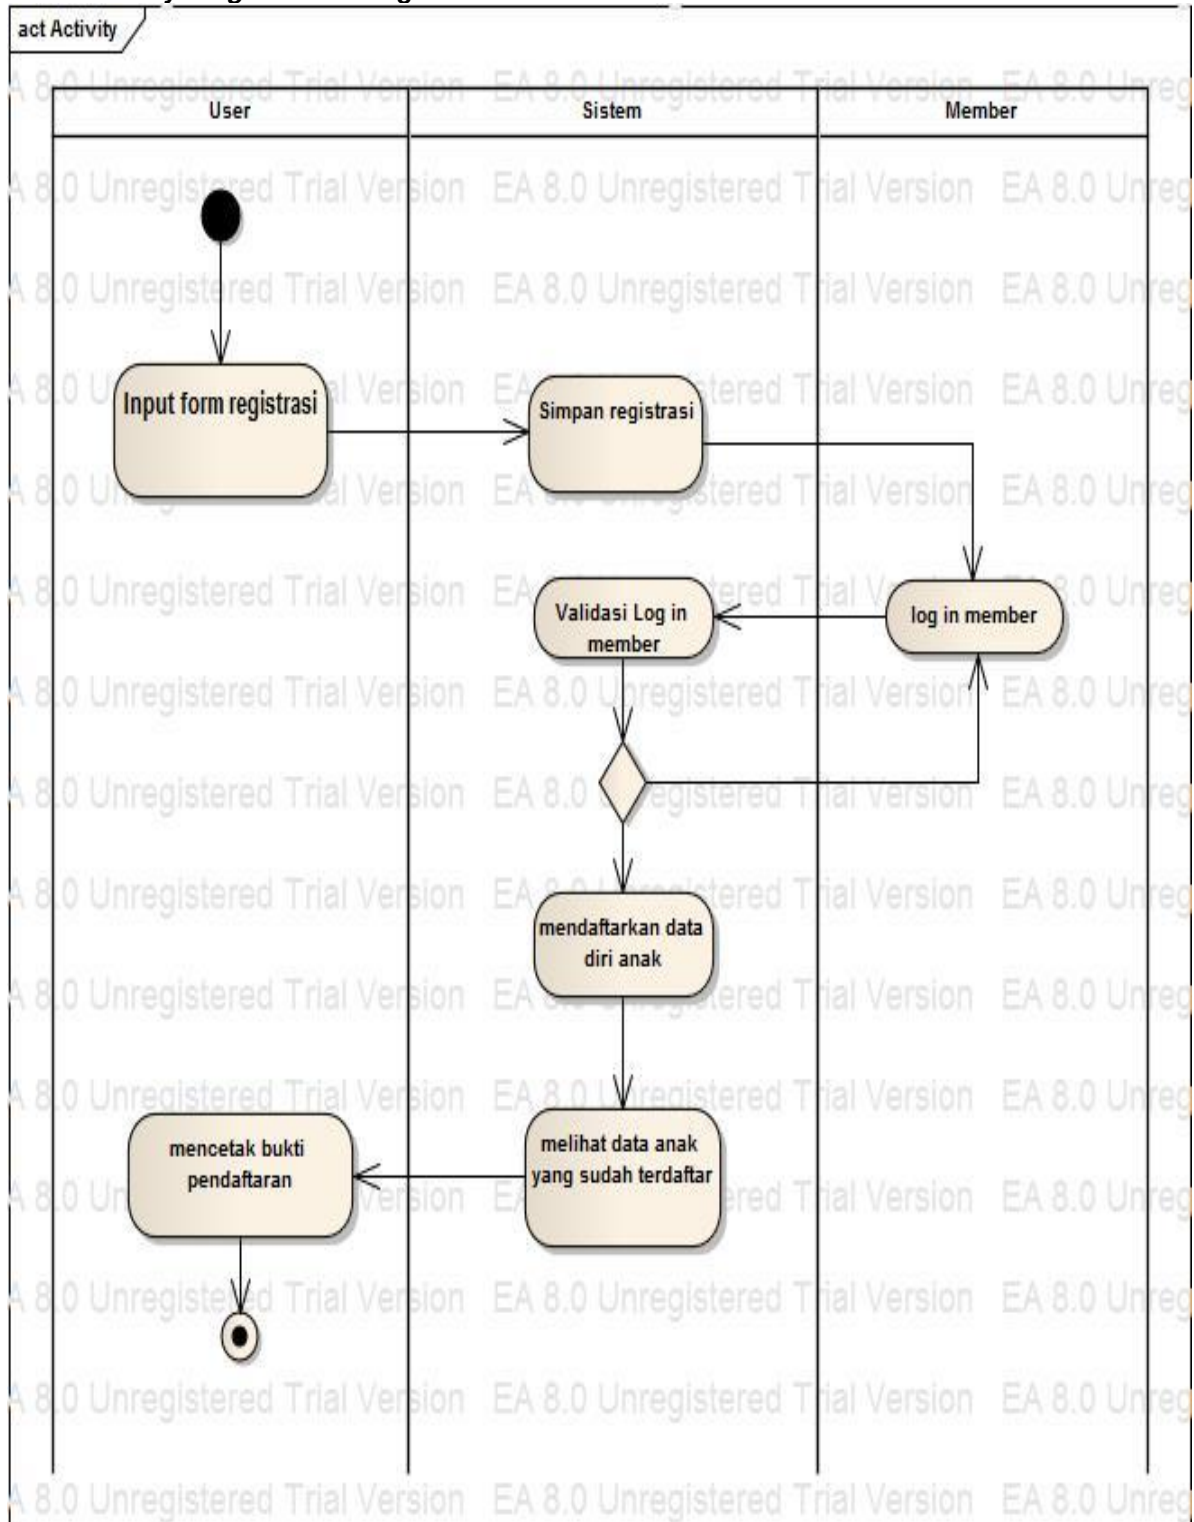 act Activity
User
Sistem
Member
Input form registrasi
Simpan registrasi
Validasi Log in
member
log in member
mendaftarkan data
diri anak
mencetak bukti
pendaftaran
melihat data anak
yang sudah terdaftar
EA 8.0 Unregistered Trial Version